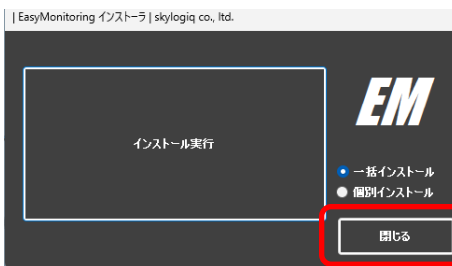 | EasyMonitoring インストーラ | skylogiq co., ltd.
EM
インストール実行
一括インストール
個別インストール
閉じる